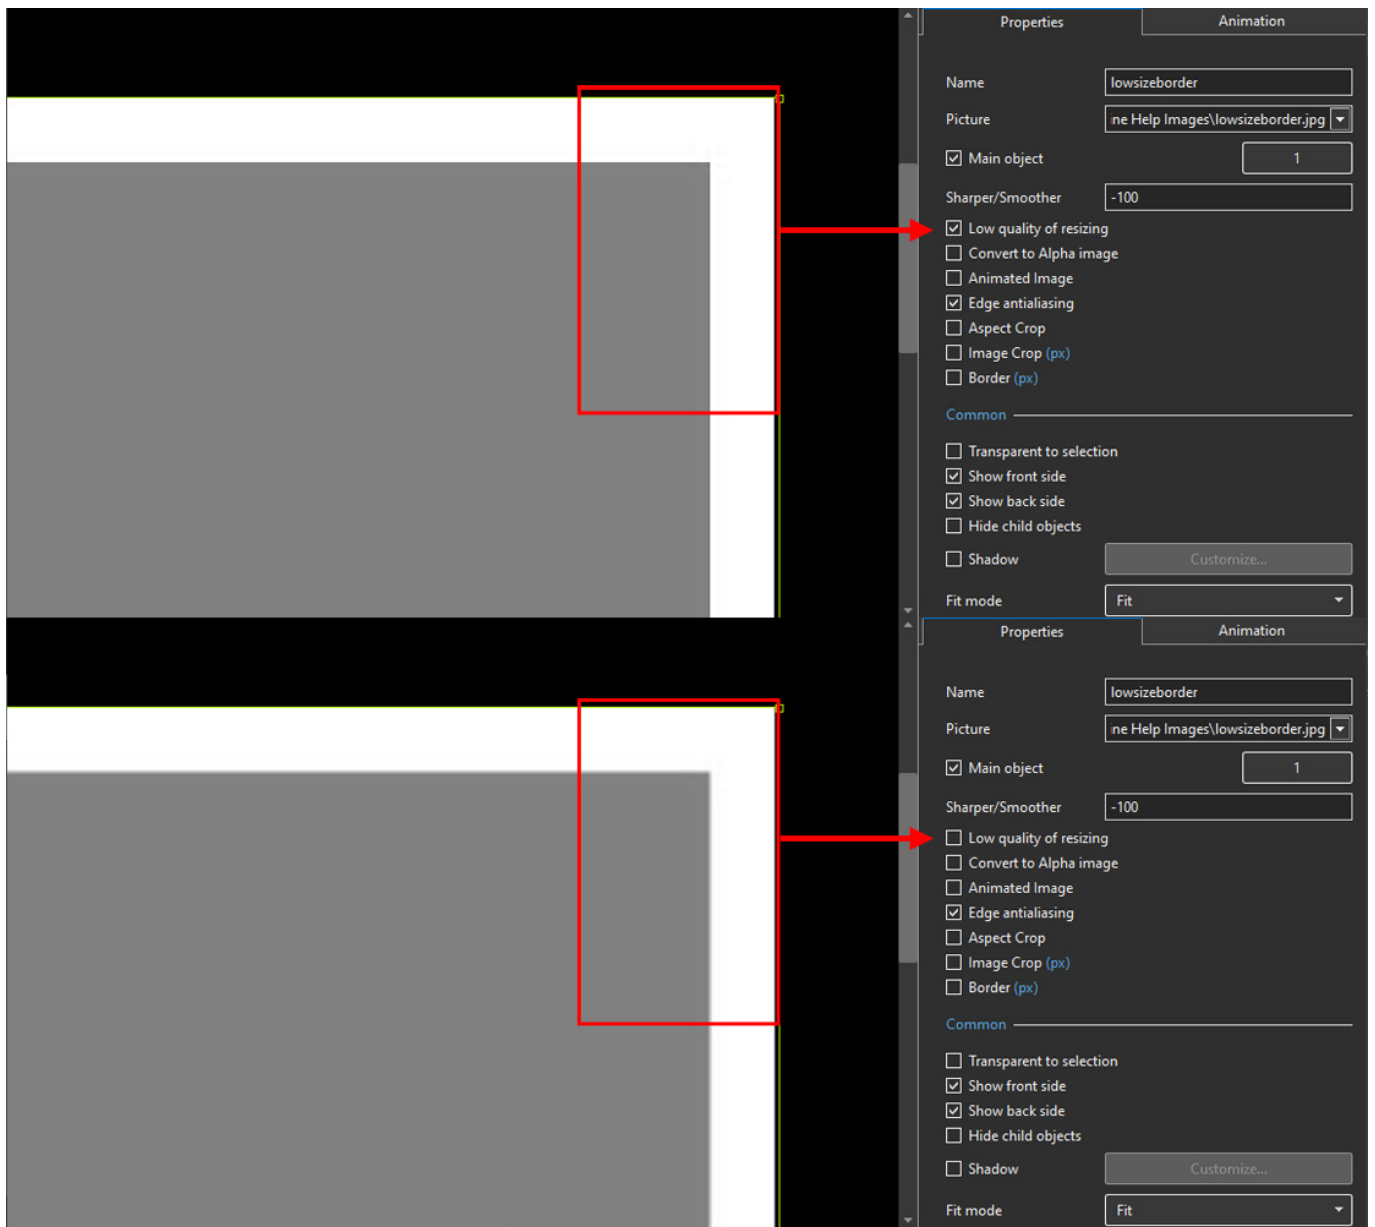 Properties Animation
Name lowsizeborder
Picture ine Help Images\lowsizeborder.jpg
Main object 1
Sharper/Smoother -100
Low quality of resizing
Convert to Alpha image
Animated Image
Edge antialiasing
Aspect Crop
Image Crop (px)
Border (px)
Common
Transparent to selection
Show front side
Show back side
Hide child objects
Shadow Customize...
Fit mode Fit
Properties Animation
Name lowsizeborder
Picture ine Help Images\lowsizeborder.jpg
Main object 1
Sharper/Smoother -100
Low quality of resizing
Convert to Alpha image
Animated Image
Edge antialiasing
Aspect Crop
Image Crop (px)
Border (px)
Common
Transparent to selection
Show front side
Show back side
Hide child objects
Shadow Customize...
Fit mode Fit